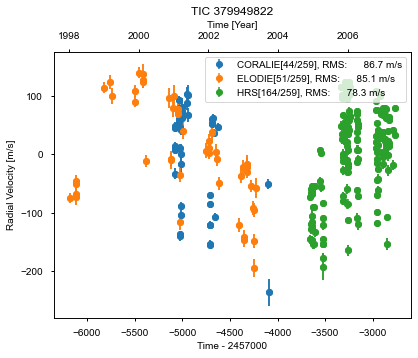 TIC 379949822
Time [Year]
1998 2000 2002 2004 2006
CORALIE[44/259], RMS: 86.7 m/s
ELODIE[51/259], RMS: 85.1 m/s
HRS[164/259], RMS: 78.3 m/s
Radial Velocity [m/s]
100
0
−100
−200
−6000 −5500 −5000 −4500 −4000 −3500 −3000
Time - 2457000